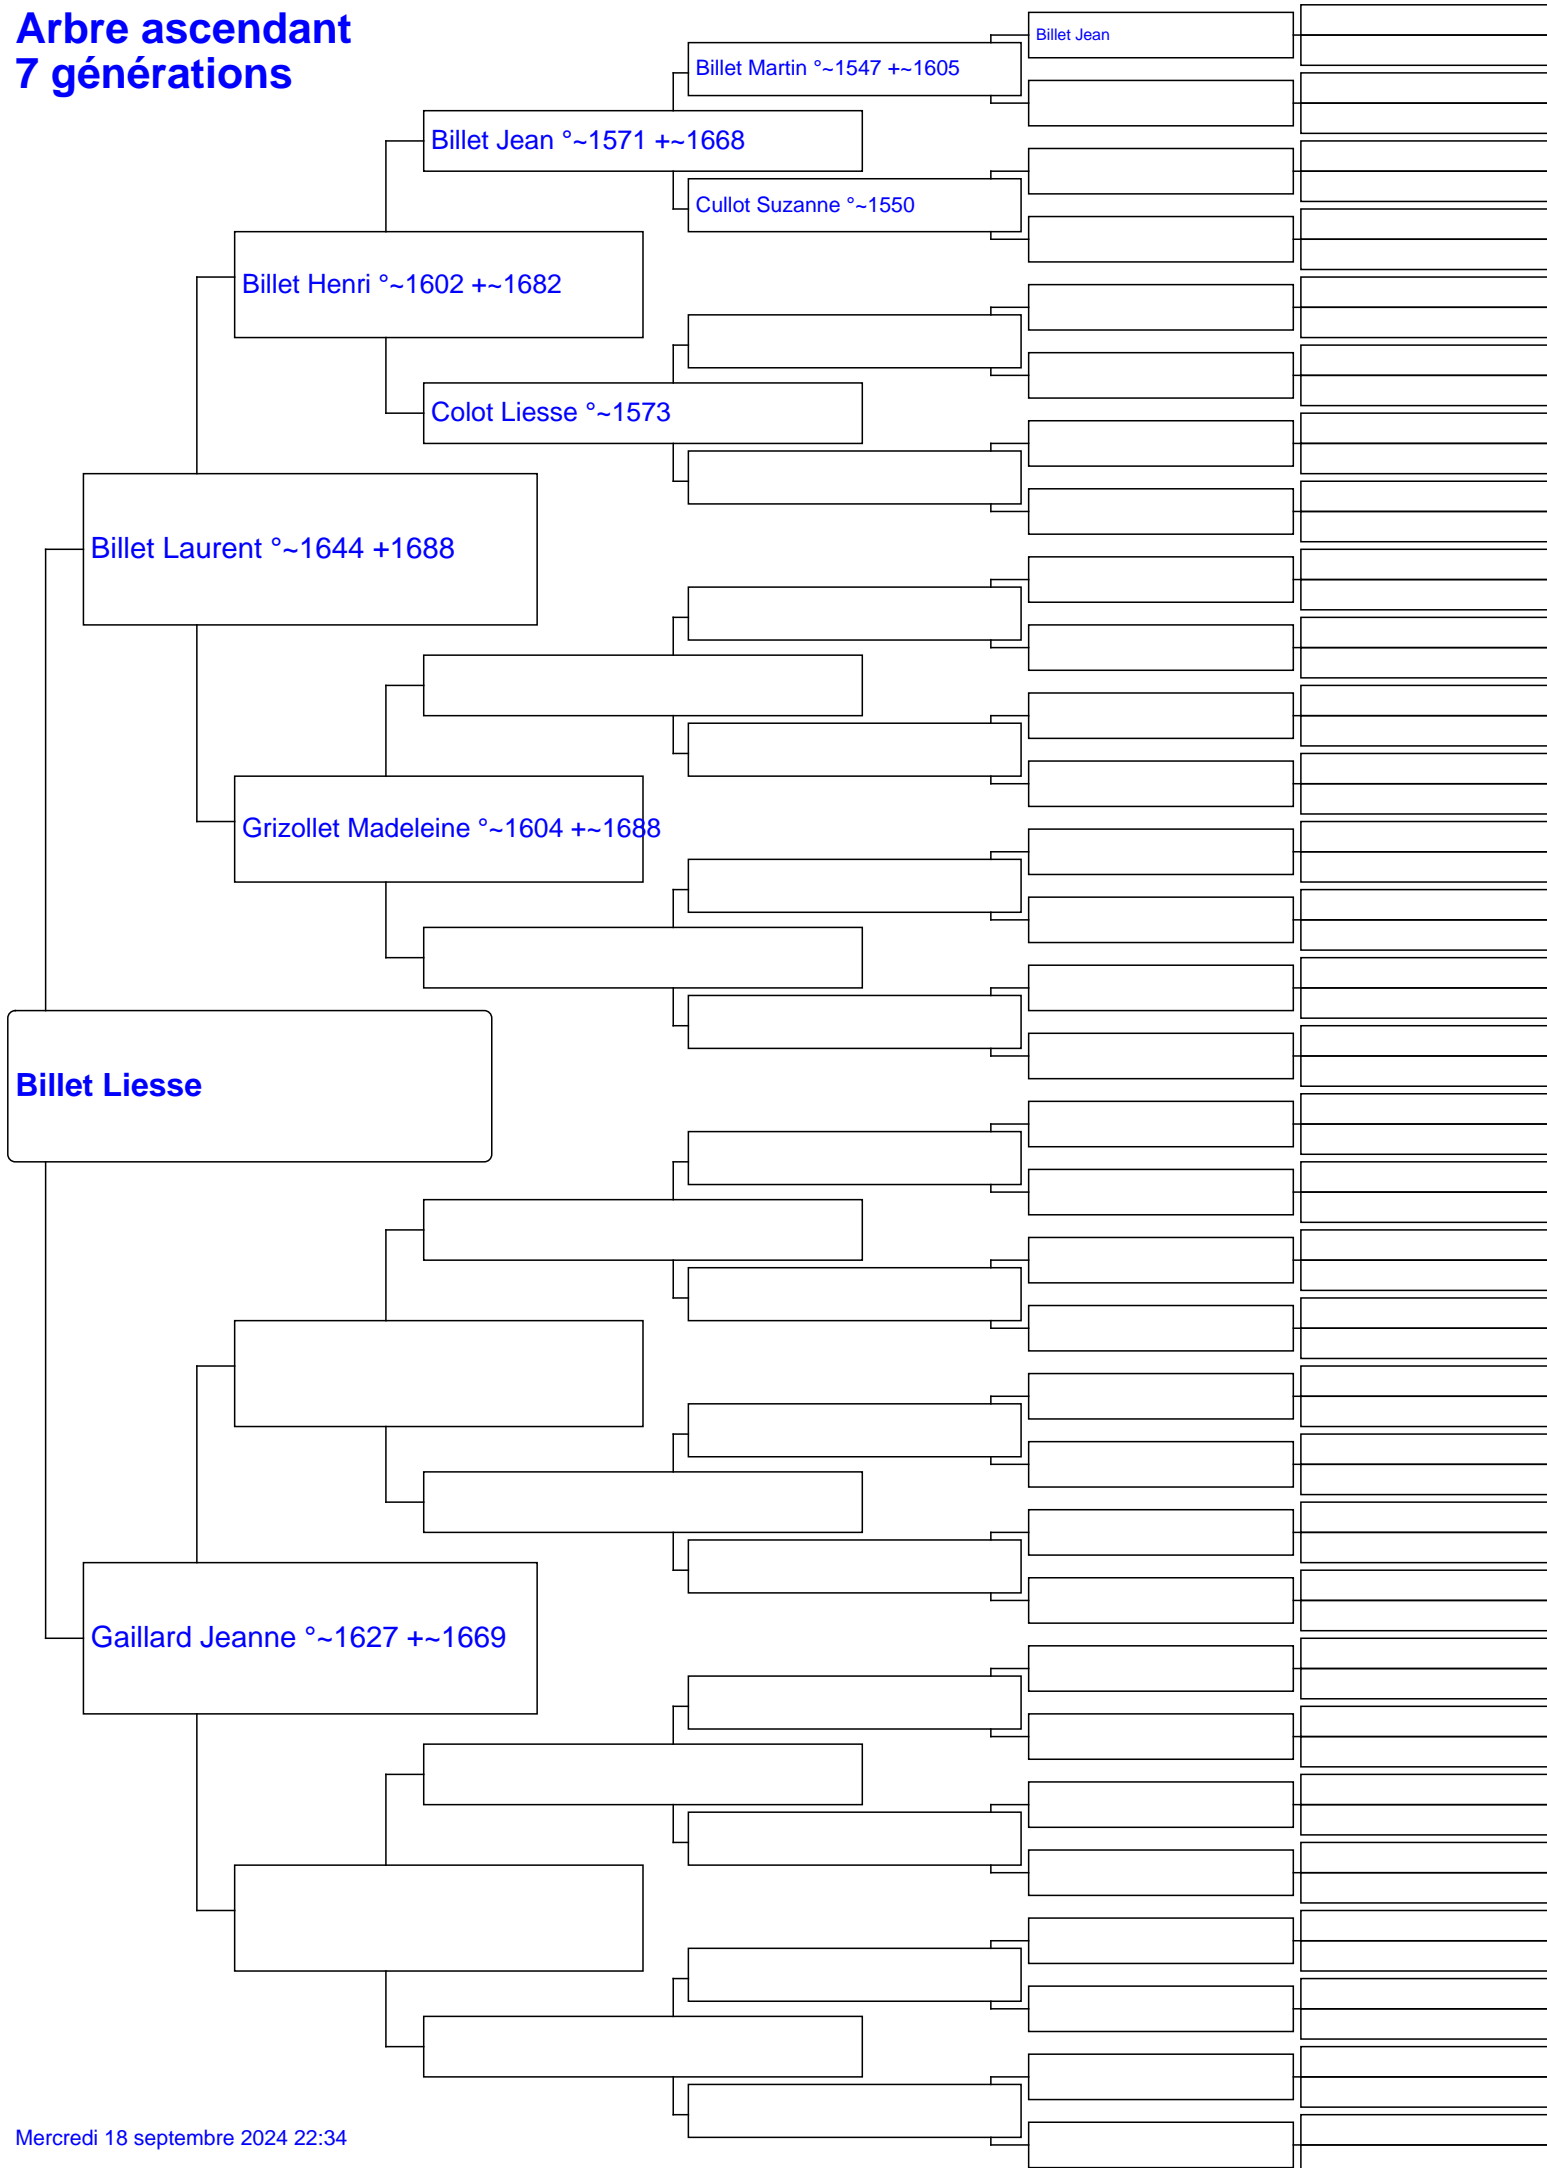 Arbre ascendant
7 générations
Billet Jean
Billet Martin °~1547 +~1605
Billet Jean °~1571 +~1668
Cullot Suzanne °~1550
Billet Henri °~1602 +~1682
Colot Liesse °~1573
Billet Laurent °~1644 +1688
Grizollet Madeleine °~1604 +~1688
Billet Liesse
Gaillard Jeanne °~1627 +~1669
Mercredi 18 septembre 2024 22:34